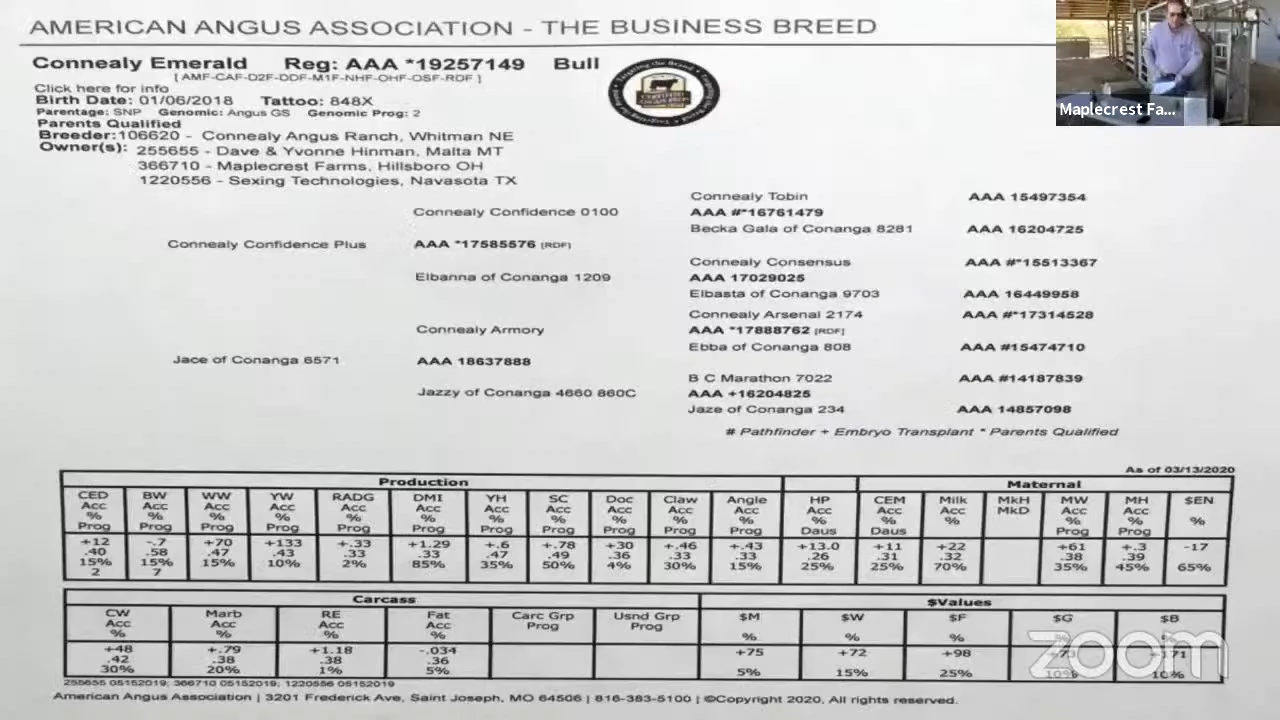 AMERICAN ANGUS ASSOCIATION - THE BUSINESS BREED
Maplecrest Fa...
Connealy Emerald Reg: AAA *19257149 Bull
[ AMF-CAF-D2F-DDF-M1F-NHF-OHF-OSF-RDF ]
Click here for info
Birth Date: 01/06/2018 Tattoo: 848X
Parentage: SNP Genomic: Angus GS Genomic Prog: 2
Parents Qualified
Breeder: 106620 - Connealy Angus Ranch, Whitman NE
Owner(s): 255655 - Dave & Yvonne Hinman, Malta MT
366710 - Maplecrest Farms, Hillsboro OH
1220556 - Sexing Technologies, Navasota TX
Connealy Tobin AAA 15497354
Connealy Confidence 0100 AAA #*16761479
Becka Gala of Conanga 8281 AAA 16204725
Connealy Confidence Plus AAA *17585576 [RDF]
Connealy Consensus AAA #*15513367
Elbanna of Conanga 1209 AAA 17029025
Elbasta of Conanga 9703 AAA 16449958
Connealy Arsenal 2174 AAA #*17314528
Connealy Armory AAA *17888762 [RDF]
Ebba of Conanga 808 AAA #15474710
Jace of Conanga 6571 AAA 18637888
B C Marathon 7022 AAA #14187839
Jazzy of Conanga 4660 860C AAA +16204825
Jaze of Conanga 234 AAA 14857098
# Pathfinder + Embryo Transplant * Parents Qualified
As of 03/13/2020
Production Maternal
CED BW WW YW RADG DMI YH SC Doc Claw Angle HP CEM Milk MkH MW MH $EN
Acc Acc Acc Acc Acc Acc Acc Acc Acc Acc Acc Acc Acc Acc MkD Acc Acc
% % % % % % % % % % % % % % % % %
Prog Prog Prog Prog Prog Prog Prog Prog Prog Prog Prog Daus Daus Prog Prog
+12 -.7 +70 +133 +.33 +1.29 +.6 +.78 +30 +.46 +.43 +13.0 +11 +22 +61 +.3 -17
.40 .58 .47 .43 .33 .33 .47 .49 .36 .33 .33 .26 .31 .32 .38 .39
15% 15% 15% 10% 2% 85% 35% 50% 4% 30% 15% 25% 25% 70% 35% 45% 65%
2 7
Carcass $Values
CW Marb RE Fat Carc Grp Usnd Grp $M $W $F $G $B
Acc Acc Acc Acc Prog Prog
% % % % % % % % %
+48 +.79 +1.18 -.034 +75 +72 +98 +73 +171
.42 .38 .38 .36
30% 20% 1% 5% 5% 15% 25% 10% 10%
zoom
255655 05152019; 366710 05152019; 1220556 05152019
American Angus Association | 3201 Frederick Ave, Saint Joseph, MO 64506 | 816-383-5100 | ©Copyright 2020, All rights reserved.